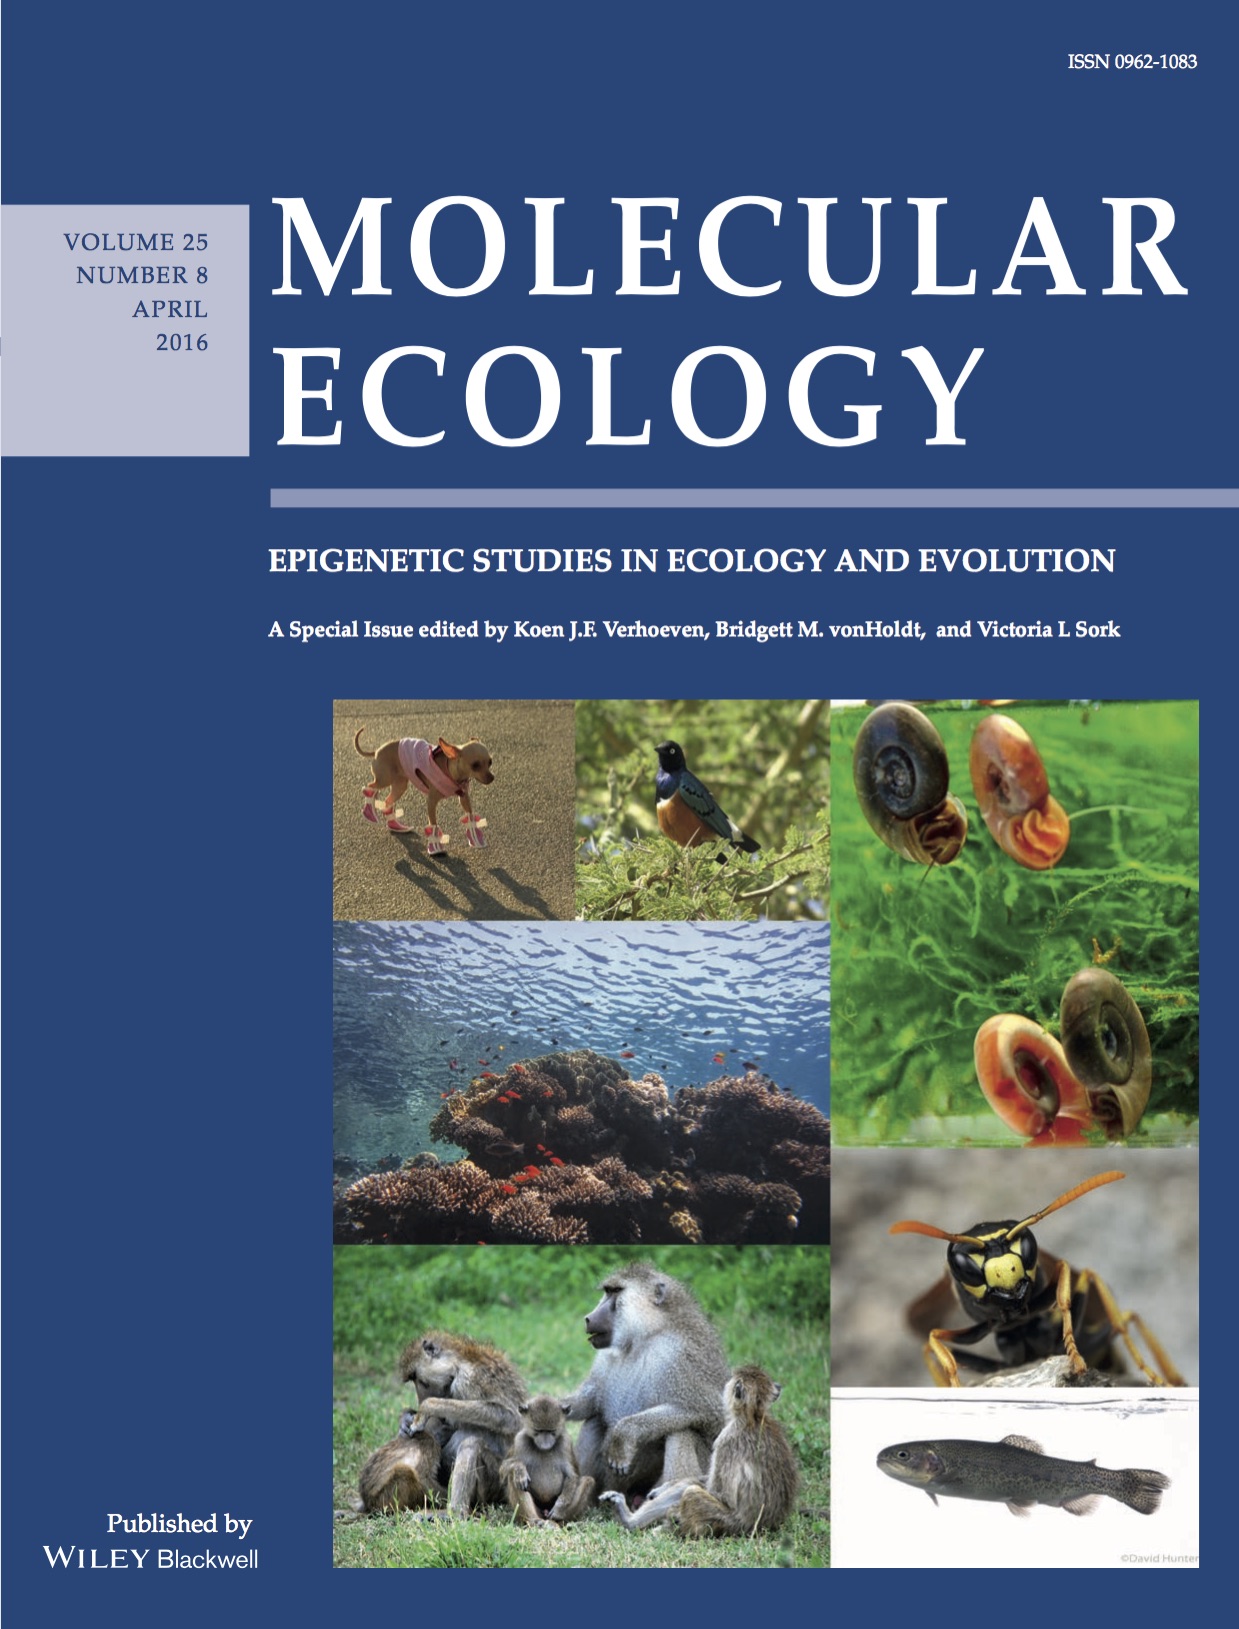 ISSN 0962-1083
VOLUME 25
NUMBER 8
APRIL
2016
MOLECULAR
ECOLOGY
EPIGENETIC STUDIES IN ECOLOGY AND EVOLUTION
A Special Issue edited by Koen J.F. Verhoeven, Bridgett M. vonHoldt, and Victoria L Sork
Published by
WILEY Blackwell
©David Hunter